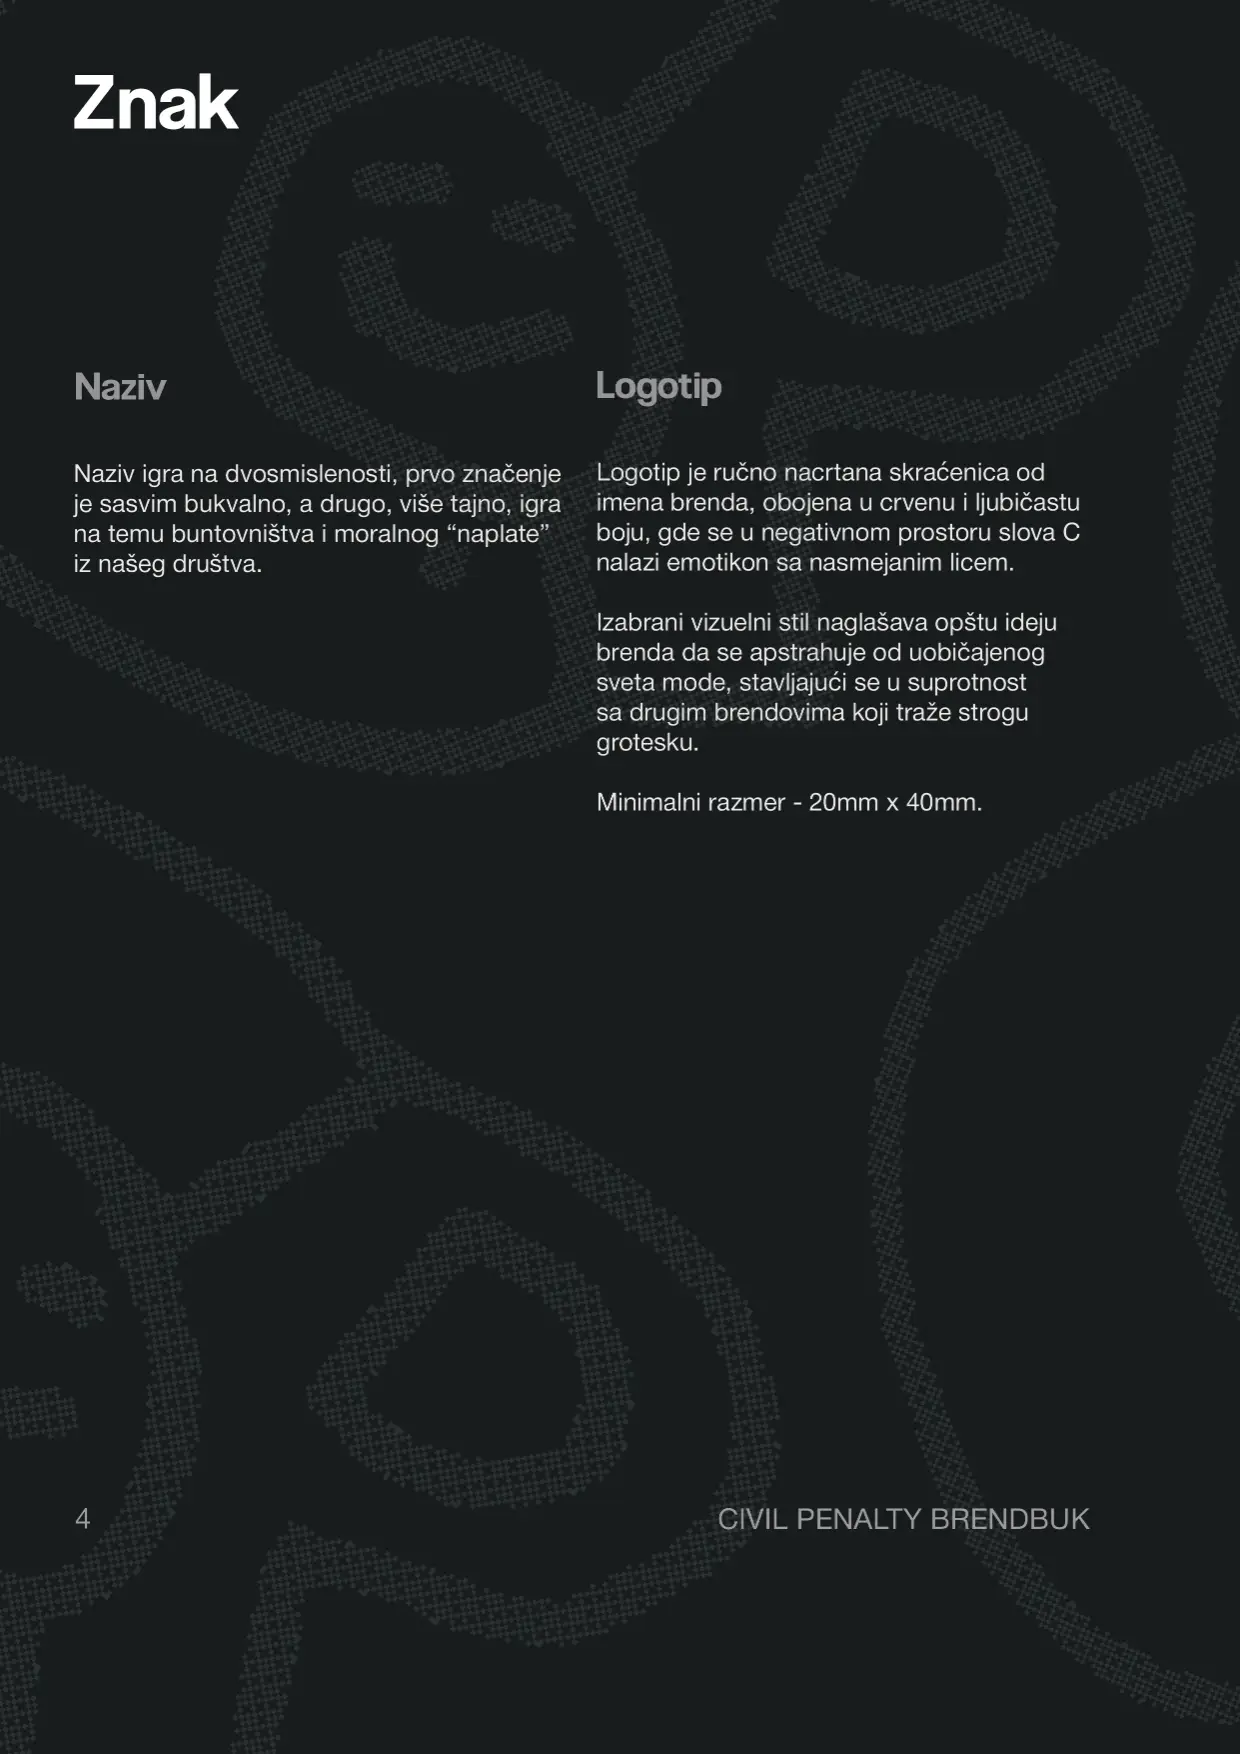 Znak
Naziv
Naziv igra na dvosmislenosti, prvo značenje
je sasvim bukvalno, a drugo, više tajno, igra
na temu buntovništva i moralnog “naplate”
iz našeg društva.
Logotip
Logotip je ručno nacrtana skraćenica od
imena brenda, obojena u crvenu i ljubičastu
boju, gde se u negativnom prostoru slova C
nalazi emotikon sa nasmejanim licem.
Izabrani vizuelni stil naglašava opštu ideju
brenda da se apstrahuje od uobičajenog
sveta mode, stavljajući se u suprotnost
sa drugim brendovima koji traže strogu
grotesku.
Minimalni razmer - 20mm x 40mm.
4
CIVIL PENALTY BRENDBUK